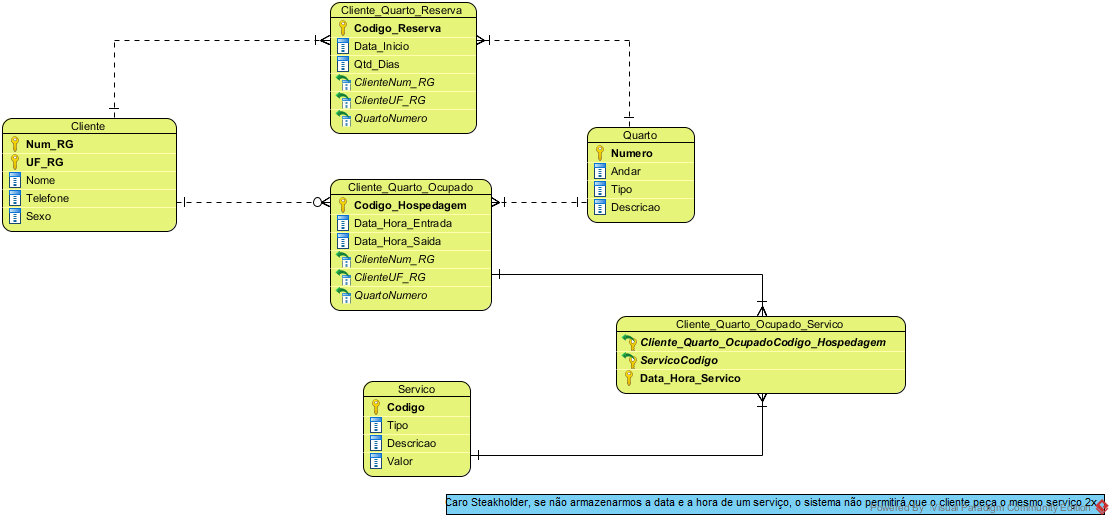 Cliente_Quarto_Reserva
Codigo_Reserva
Data_Inicio
Qtd_Dias
ClienteNum_RG
ClienteUF_RG
QuartoNumero
Cliente
Num_RG
UF_RG
Nome
Telefone
Sexo
Quarto
Numero
Andar
Tipo
Descricao
Cliente_Quarto_Ocupado
Codigo_Hospedagem
Data_Hora_Entrada
Data_Hora_Saida
ClienteNum_RG
ClienteUF_RG
QuartoNumero
Cliente_Quarto_Ocupado_Servico
Cliente_Quarto_OcupadoCodigo_Hospedagem
ServicoCodigo
Data_Hora_Servico
Servico
Codigo
Tipo
Descricao
Valor
Caro Steakholder, se não armazenarmos a data e a hora de um serviço, o sistema não permitirá que o cliente peça o mesmo serviço 2x.
Powered By Visual Paradigm Community Edition